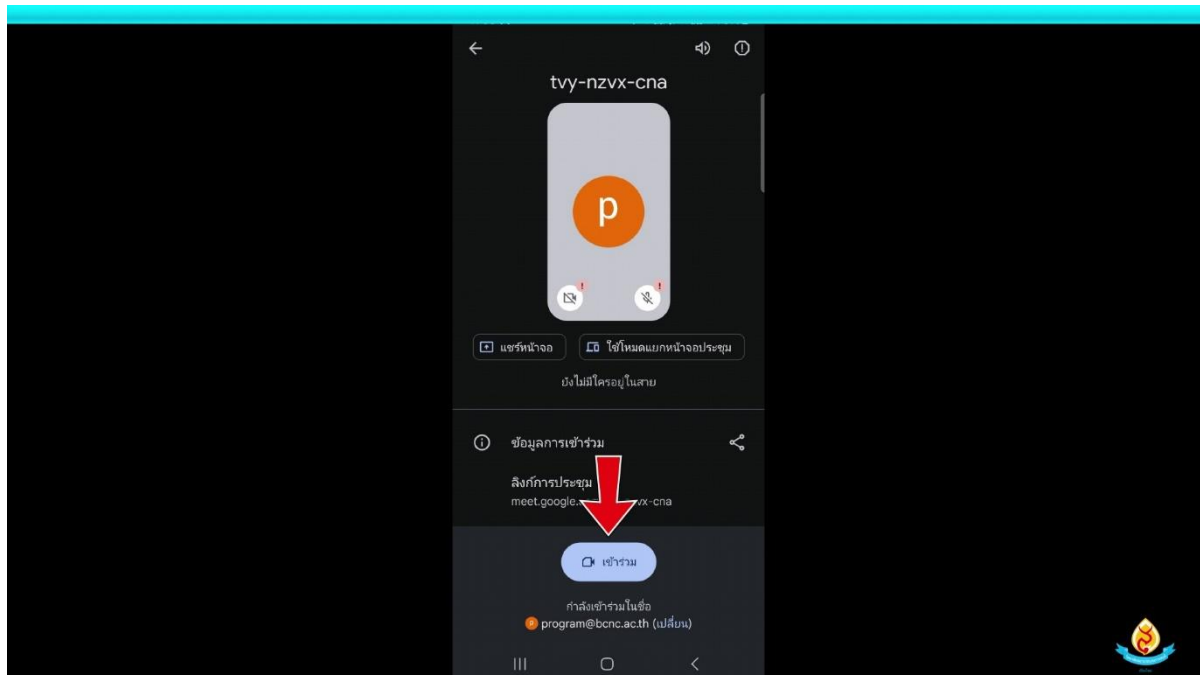 tvy-nzvx-cna
p
แชร์หน้าจอ
ใช้โหมดแยกหน้าจอประชุม
ยังไม่มีใครอยู่ในสาย
ข้อมูลการเข้าร่วม
ลิงก์การประชุม
meet.google. vx-cna
เข้าร่วม
กำลังเข้าร่วมในชื่อ
p program@bcnc.ac.th (เปลี่ยน)